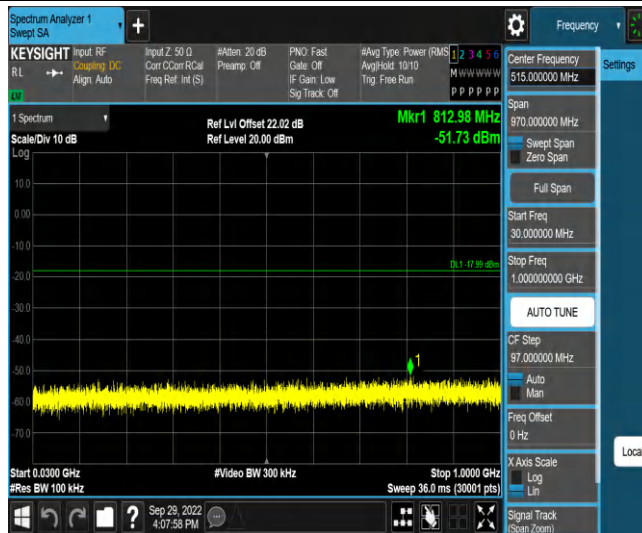 Spectrum Analyzer 1
Swept SA
Frequency
KEYSIGHT
RL
LXI
Input: RF
Coupling: DC
Align: Auto
Input Z: 50 Ω
Corr CCorr RCal
Freq Ref: Int (S)
#Atten: 20 dB
Preamp: Off
PNO: Fast
Gate: Off
IF Gain: Low
Sig Track: Off
#Avg Type: Power (RMS
Avg|Hold: 10/10
Trig: Free Run
1 2 3 4 5 6
M W W W W W
P P P P P P
1 Spectrum
Scale/Div 10 dB
Log
Ref Lvl Offset 22.02 dB
Ref Level 20.00 dBm
Mkr1 812.98 MHz
-51.73 dBm
10.0
0.00
-10.0
-20.0
-30.0
-40.0
-50.0
-60.0
-70.0
DL1 -17.99 dBm
1
Start 0.0300 GHz
#Res BW 100 kHz
#Video BW 300 kHz
Stop 1.0000 GHz
Sweep 36.0 ms (30001 pts)
?
Sep 29, 2022
4:07:58 PM
Center Frequency
515.000000 MHz
Settings
Span
970.000000 MHz
Swept Span
Zero Span
Full Span
Start Freq
30.000000 MHz
Stop Freq
1.000000000 GHz
AUTO TUNE
CF Step
97.000000 MHz
Auto
Man
Freq Offset
0 Hz
X Axis Scale
Log
Lin
Local
Signal Track
(Span Zoom)